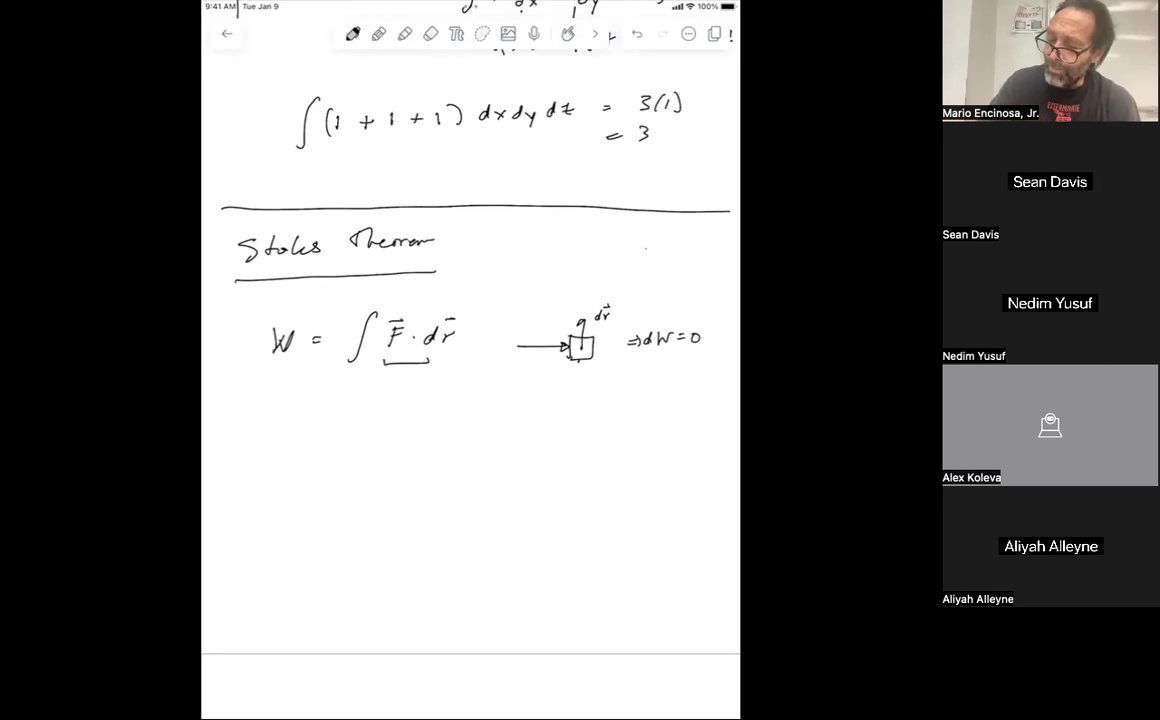 9:41 AM Tue Jan 9
100%
∫ (1 + 1 + 1) dx dy dz = 3(1)
= 3
Stokes Theorem
W = ∫ F⃗ · dr⃗
dr⃗
⇒ dW = 0
EXTERMINATE
Mario Encinosa, Jr.
Sean Davis
Sean Davis
Nedim Yusuf
Nedim Yusuf
Alex Koleva
Aliyah Alleyne
Aliyah Alleyne